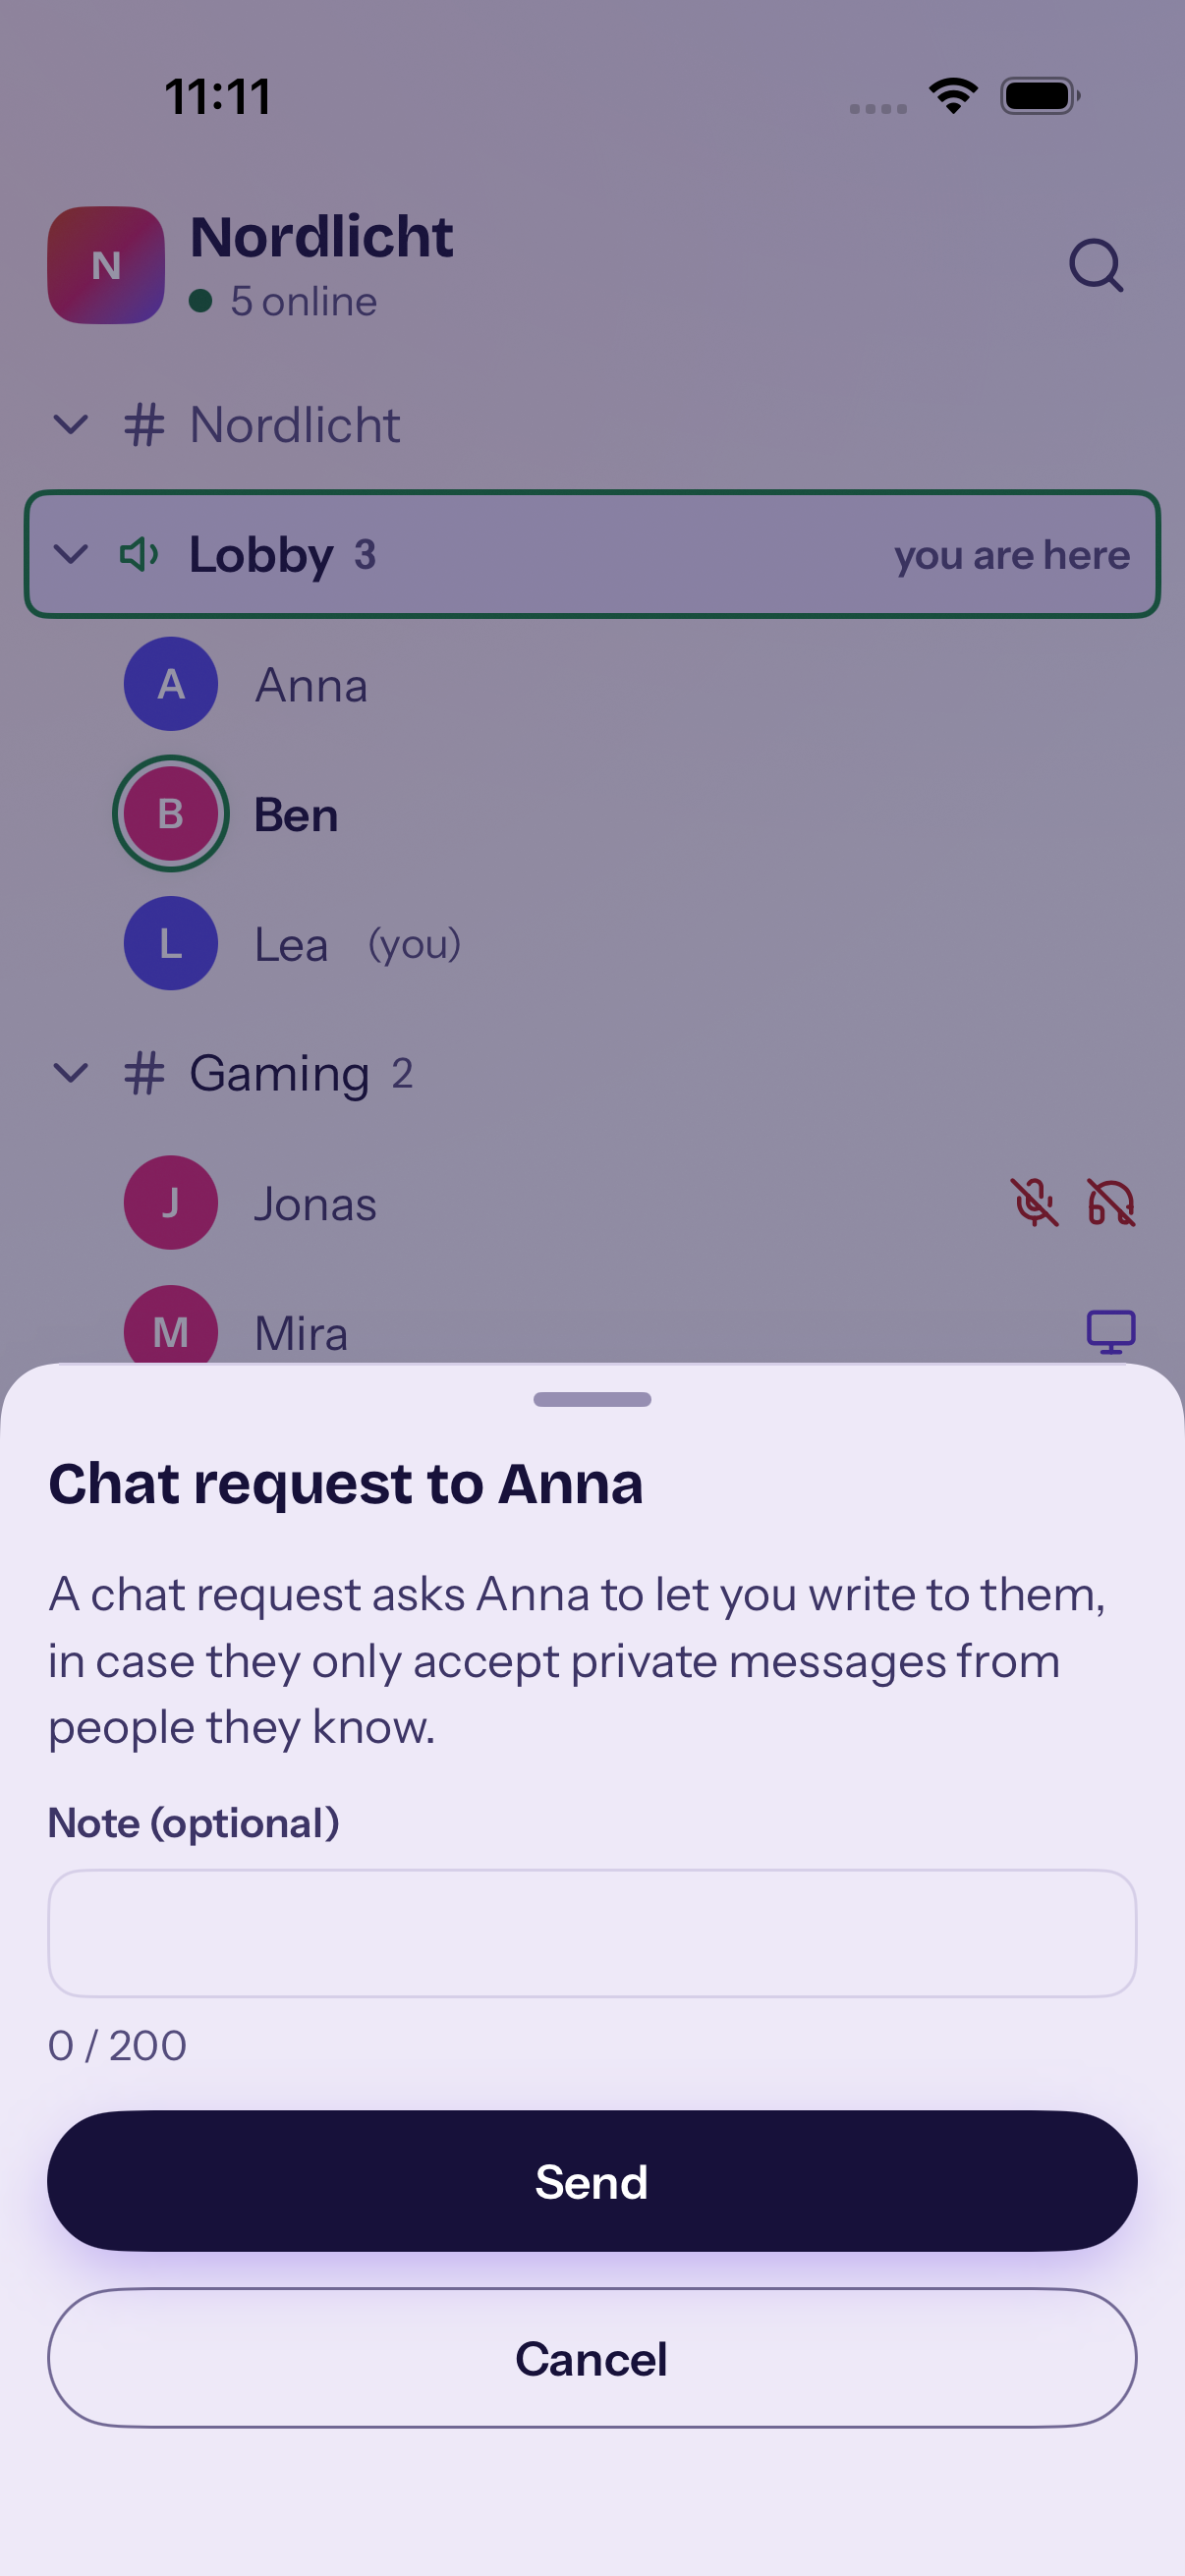 11:11
N
Nordlicht
5 online
Nordlicht
Lobby 3 you are here
A Anna
B Ben
L Lea (you)
Gaming 2
J Jonas
M Mira
Chat request to Anna
A chat request asks Anna to let you write to them,
in case they only accept private messages from
people they know.
Note (optional)
0 / 200
Send
Cancel